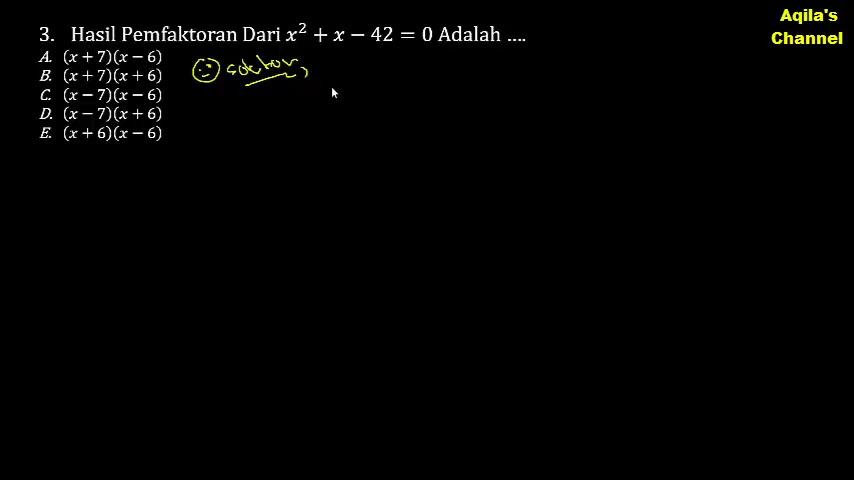 Aqila's
Channel
3. Hasil Pemfaktoran Dari x² + x − 42 = 0 Adalah ....
A. (x + 7)(x − 6)
B. (x + 7)(x + 6)
C. (x − 7)(x − 6)
D. (x − 7)(x + 6)
E. (x + 6)(x − 6)